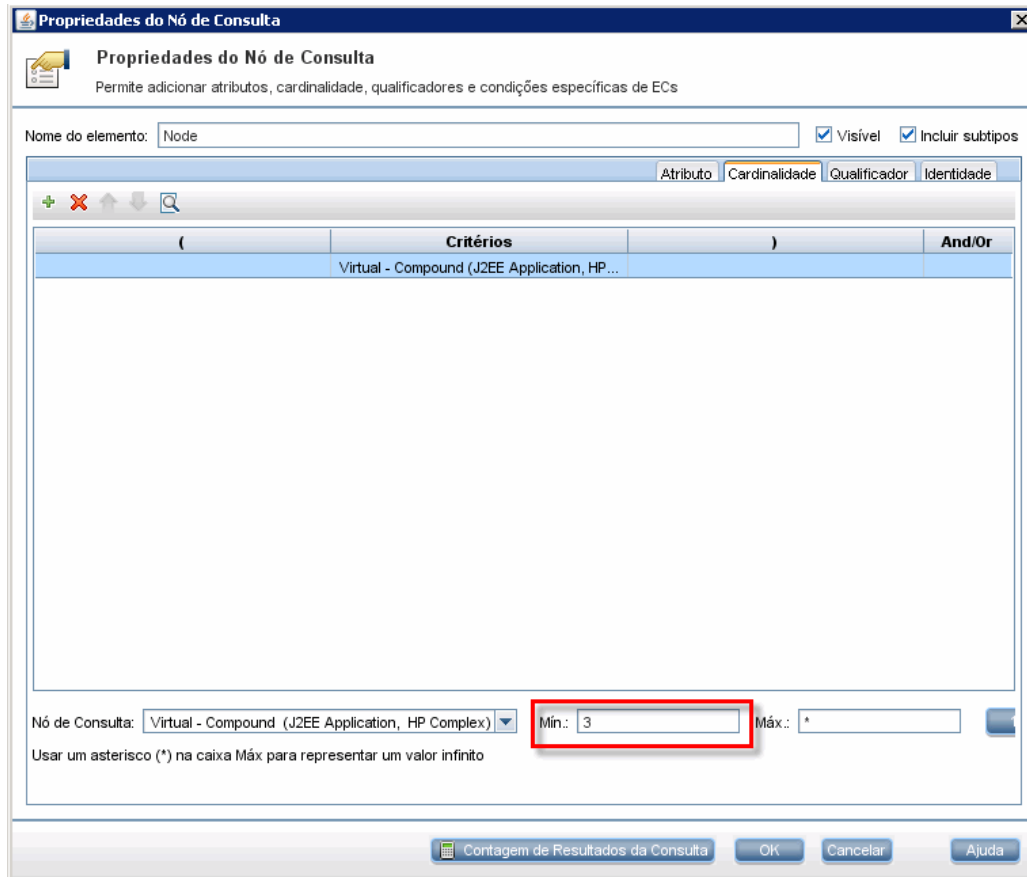 Propriedades do Nó de Consulta
Propriedades do Nó de Consulta
Permite adicionar atributos, cardinalidade, qualificadores e condições específicas de ECs
Nome do elemento: Node Visível Incluir subtipos
Atributo Cardinalidade Qualificador Identidade
( Critérios ) And/Or
Virtual - Compound (J2EE Application, HP...
Nó de Consulta: Virtual - Compound (J2EE Application, HP Complex) Mín.: 3 Máx.: *
Usar um asterisco (*) na caixa Máx para representar um valor infinito
Contagem de Resultados da Consulta OK Cancelar Ajuda